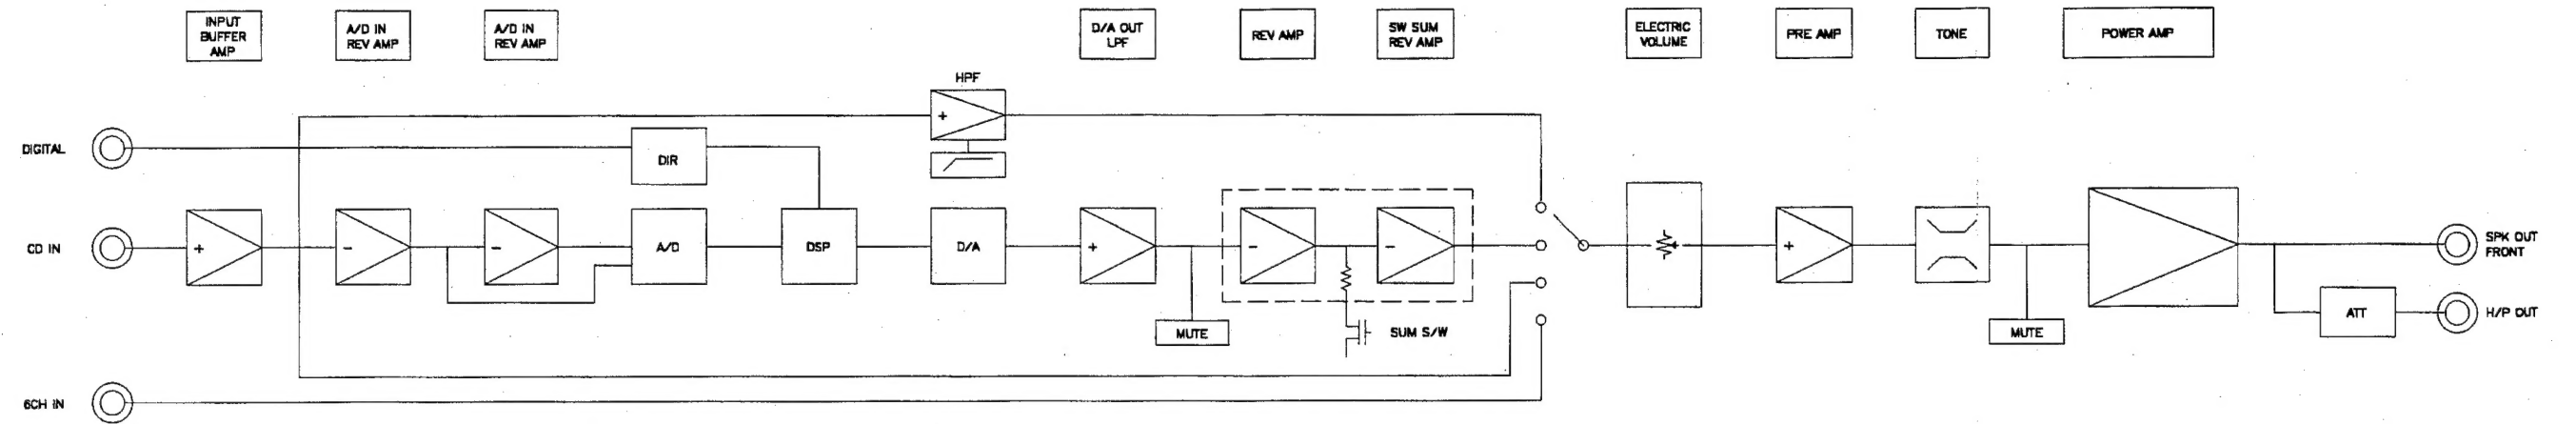 INPUT
BUFFER
AMP
A/D IN
REV AMP
A/D IN
REV AMP
D/A OUT
LPF
REV AMP
SW SUM
REV AMP
ELECTRIC
VOLUME
PRE AMP
TONE
POWER AMP
HPF
+
DIGITAL
DIR
CD IN
+
-
-
A/D
DSP
D/A
+
-
-
+
SPK OUT
FRONT
MUTE
SUM S/W
MUTE
ATT
H/P OUT
6CH IN